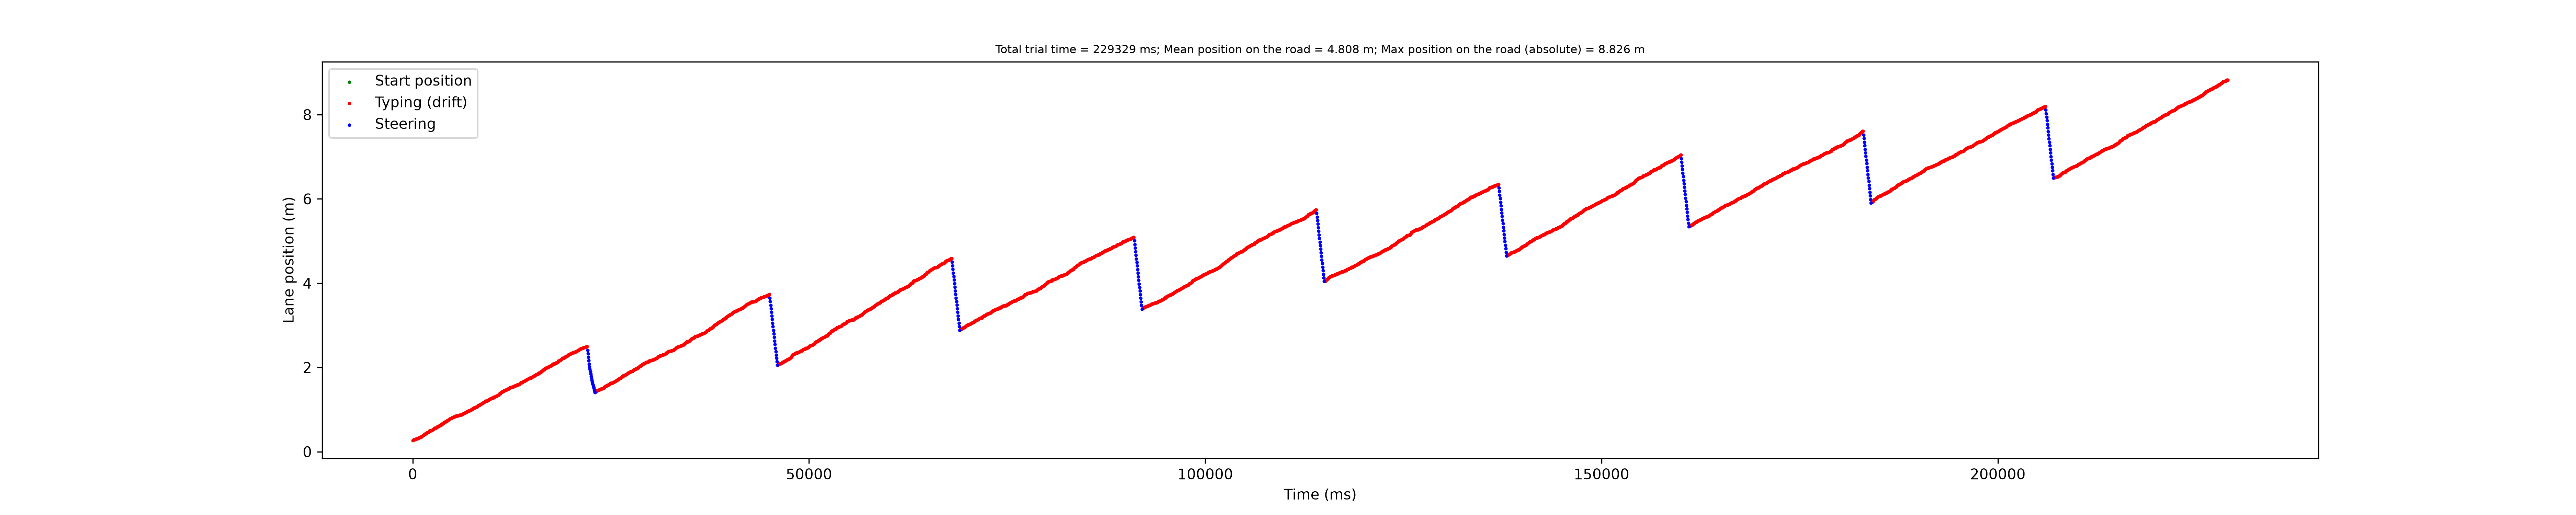 Total trial time = 229329 ms; Mean position on the road = 4.808 m; Max position on the road (absolute) = 8.826 m
Start position
Typing (drift)
Steering
Lane position (m)
8
6
4
2
0
0 50000 100000 150000 200000
Time (ms)